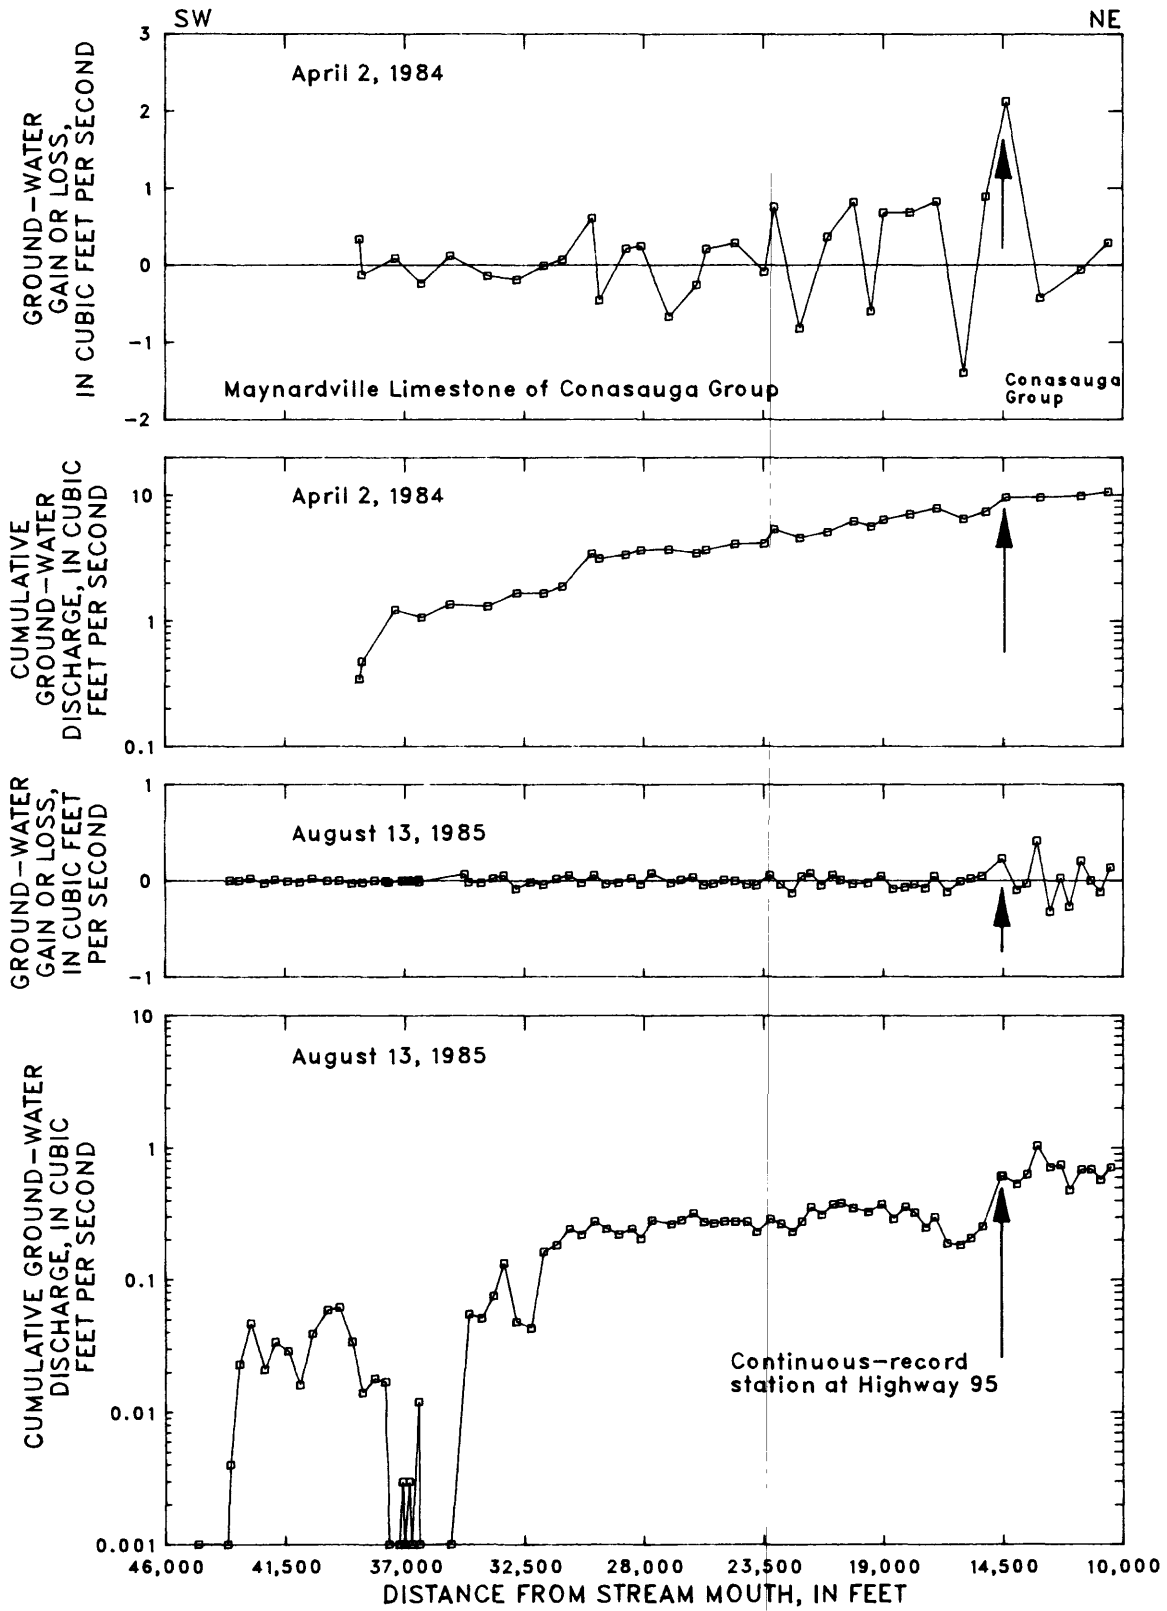 SW
NE
3
2
1
0
−1
−2
GROUND−WATER
GAIN OR LOSS,
IN CUBIC FEET PER SECOND
April 2, 1984
Maynardville Limestone of Conasauga Group
Conasauga
Group
10
1
0.1
CUMULATIVE
GROUND−WATER
DISCHARGE, IN CUBIC
FEET PER SECOND
April 2, 1984
1
0
−1
GROUND−WATER
GAIN OR LOSS,
IN CUBIC FEET
PER SECOND
August 13, 1985
10
1
0.1
0.01
0.001
CUMULATIVE GROUND−WATER
DISCHARGE, IN CUBIC
FEET PER SECOND
August 13, 1985
Continuous−record
station at Highway 95
46,000 41,500 37,000 32,500 28,000 23,500 19,000 14,500 10,000
DISTANCE FROM STREAM MOUTH, IN FEET